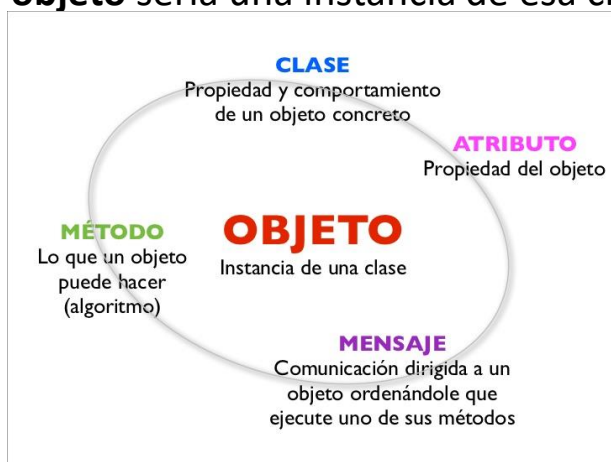 objeto sería una instancia de esa
CLASE
Propiedad y comportamiento
de un objeto concreto
ATRIBUTO
Propiedad del objeto
MÉTODO
Lo que un objeto
puede hacer
(algoritmo)
OBJETO
Instancia de una clase
MENSAJE
Comunicación dirigida a un
objeto ordenándole que
ejecute uno de sus métodos